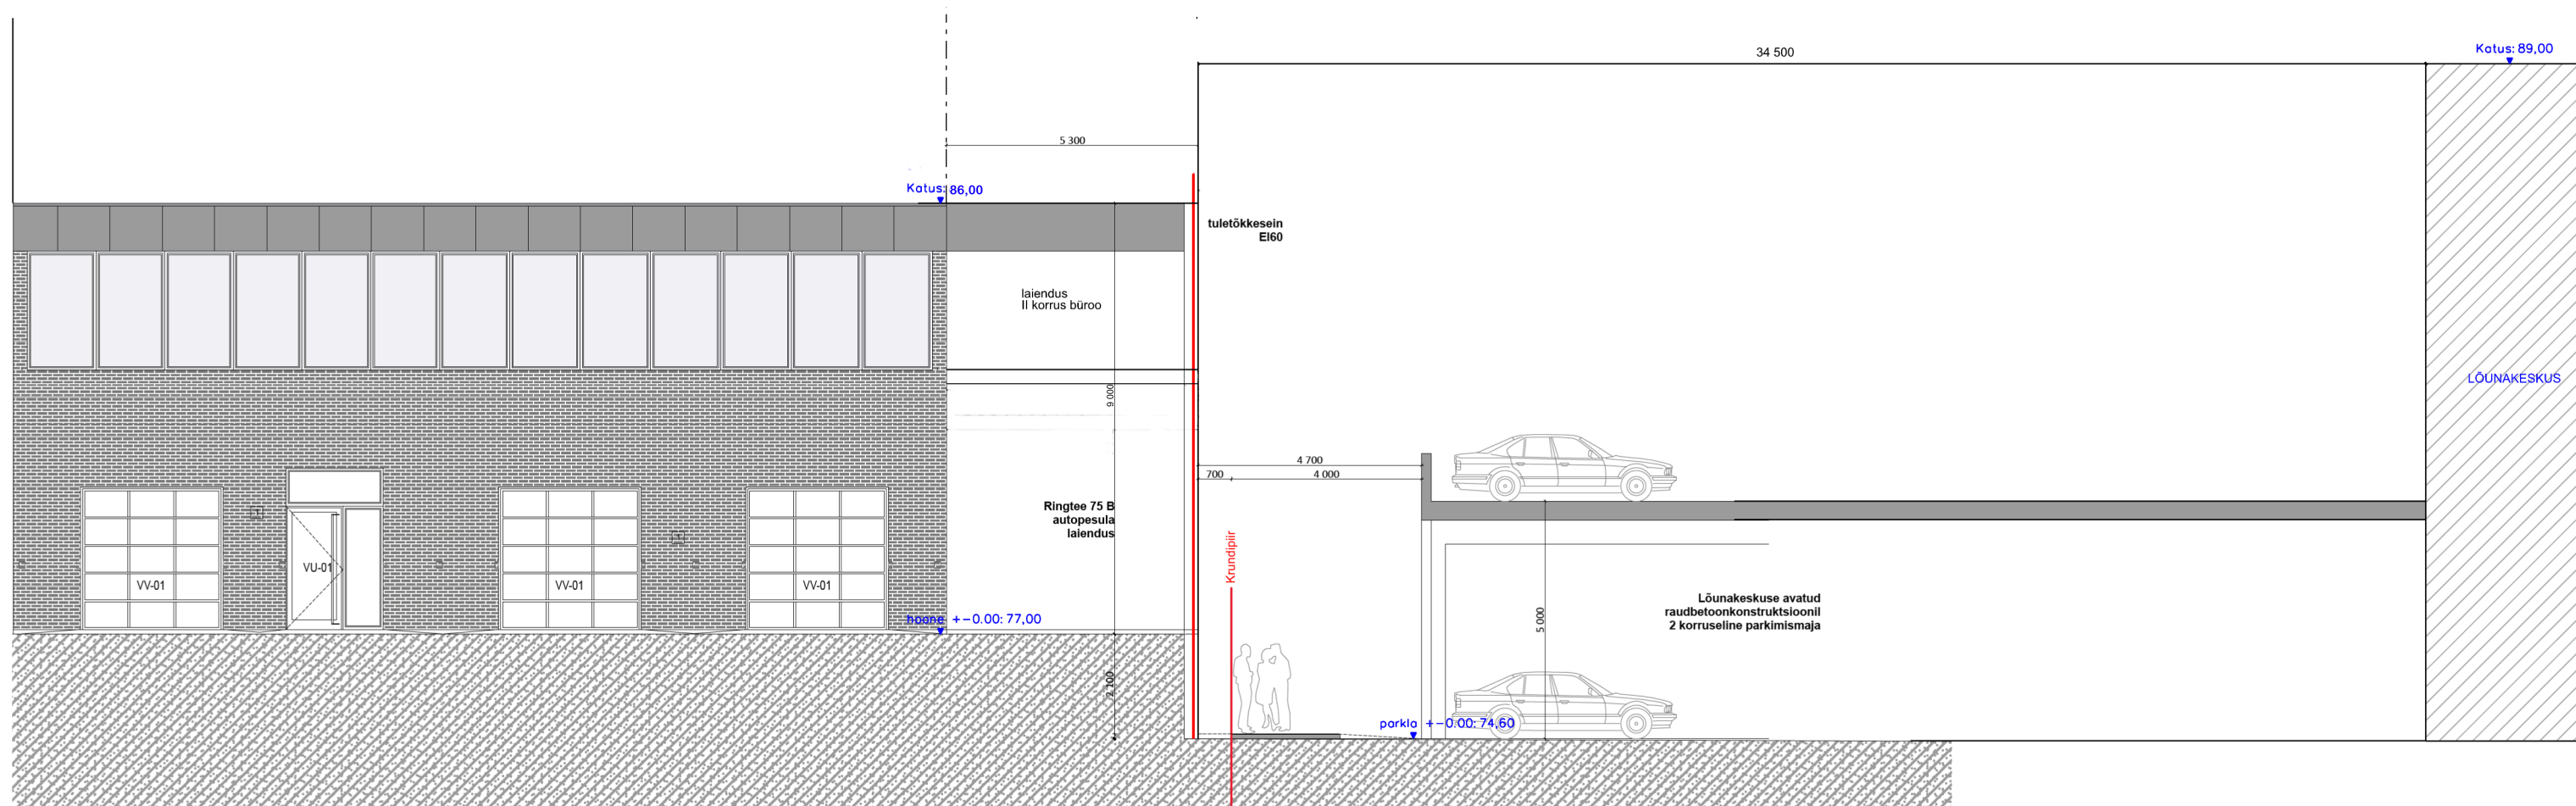 34 500
Katus: 89,00
5 300
Katus: 86,00
tuletõkkesein
EI60
laiendus
II korrus büroo
LÕUNAKESKUS
9 000
4 700
700
4 000
Ringtee 75 B
autopesula
laiendus
Krundipiir
VU-01
VV-01
VV-01
VV-01
Lõunakeskuse avatud
raudbetoonkonstruktsioonil
2 korruseline parkimismaja
5 000
hoone +-0.00: 77,00
2 100
parkla +-0.00: 74,60